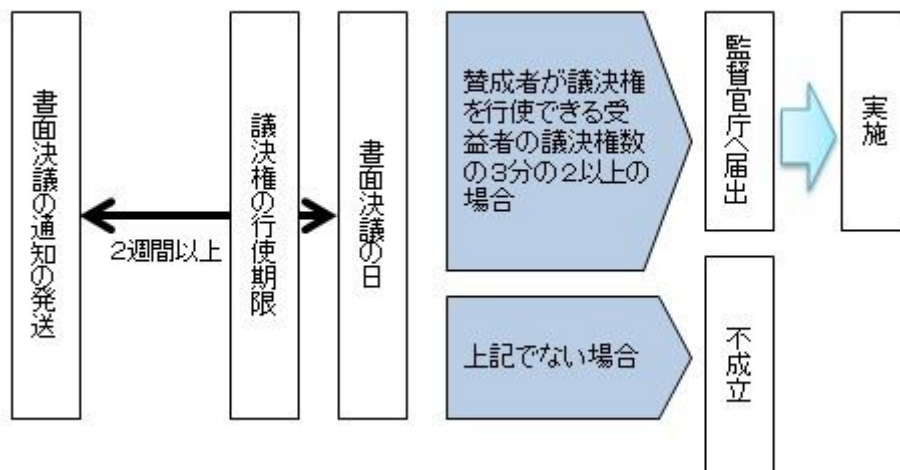 書面決議の通知の発送
2週間以上
議決権の行使期限
書面決議の日
賛成者が議決権
を行使できる受
益者の議決権数
の3分の2以上の
場合
監督官庁へ届出
実施
上記でない場合
不成立